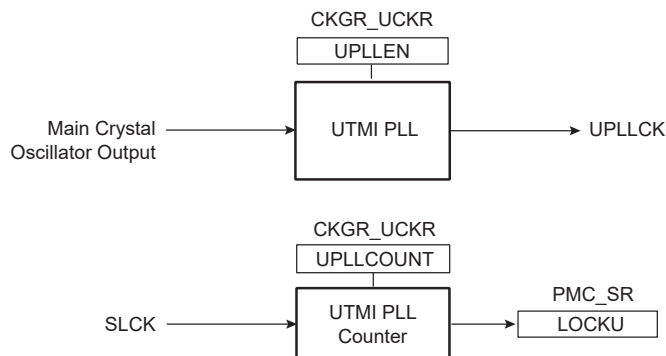 CKGR_UCKR
UPLLEN
Main Crystal
Oscillator Output
UTMI PLL
UPLLCK
CKGR_UCKR
UPLLCOUNT
SLCK
UTMI PLL
Counter
PMC_SR
LOCKU